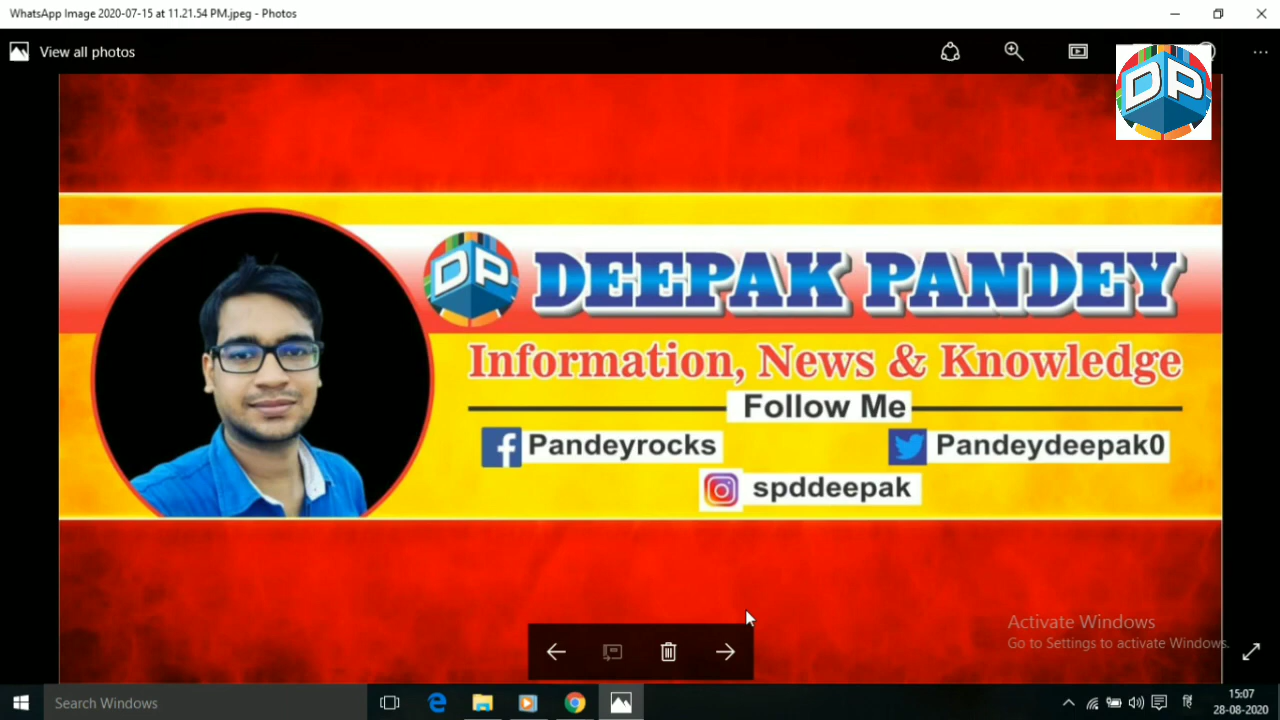 WhatsApp Image 2020-07-15 at 11.21.54 PM.jpeg - Photos
View all photos
DP
DP DEEPAK PANDEY
Information, News & Knowledge
Follow Me
f Pandeyrocks
Pandeydeepak0
spddeepak
Activate Windows
Go to Settings to activate Windows.
Search Windows
हिं
15:07
28-08-2020